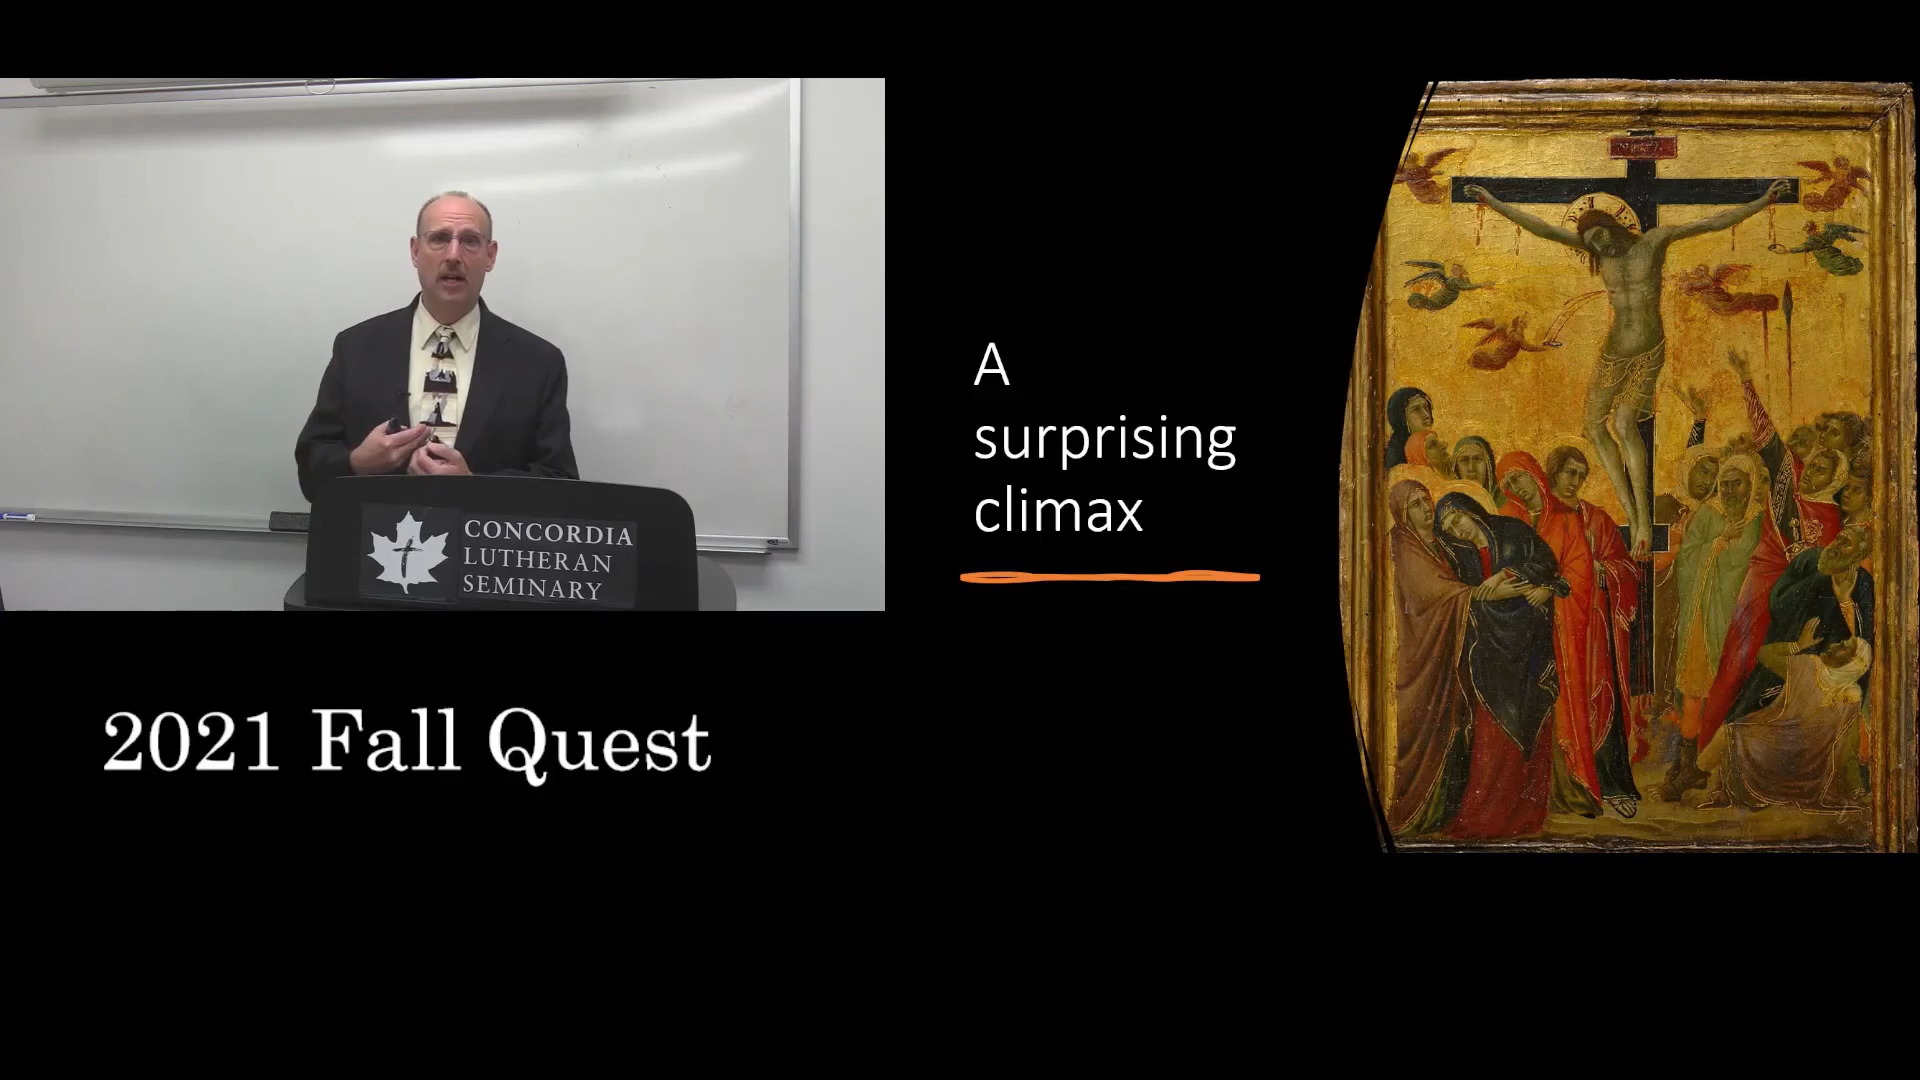 CONCORDIA
LUTHERAN
SEMINARY
2021 Fall Quest
A
surprising
climax